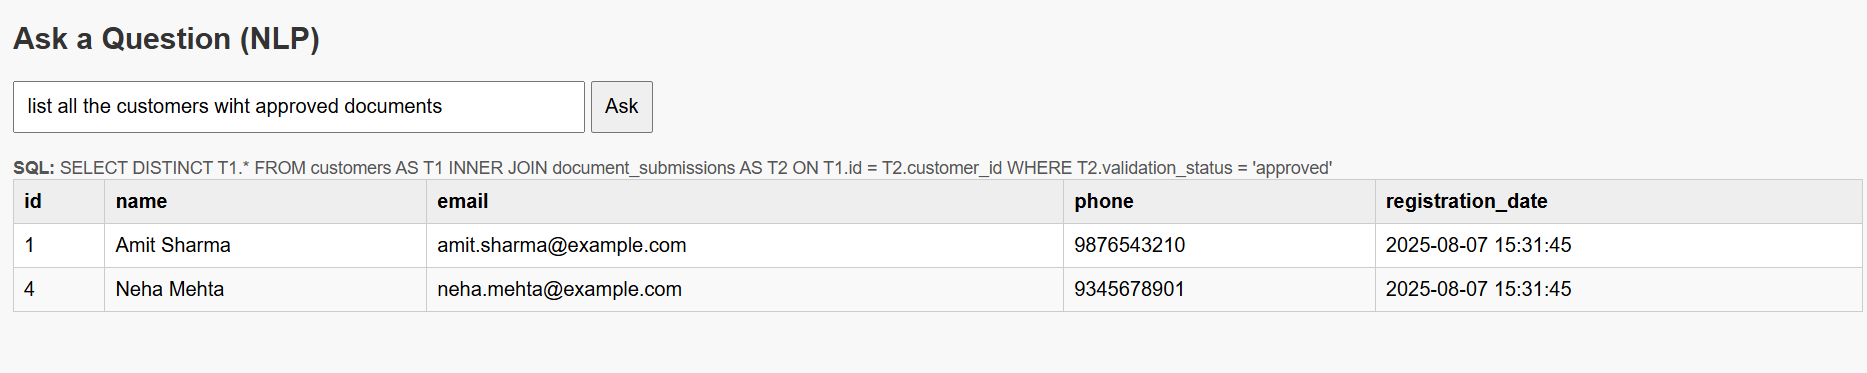 Ask a Question (NLP)
list all the customers wiht approved documents Ask
SQL: SELECT DISTINCT T1.* FROM customers AS T1 INNER JOIN document_submissions AS T2 ON T1.id = T2.customer_id WHERE T2.validation_status = 'approved'
id name email phone registration_date
1 Amit Sharma amit.sharma@example.com 9876543210 2025-08-07 15:31:45
4 Neha Mehta neha.mehta@example.com 9345678901 2025-08-07 15:31:45